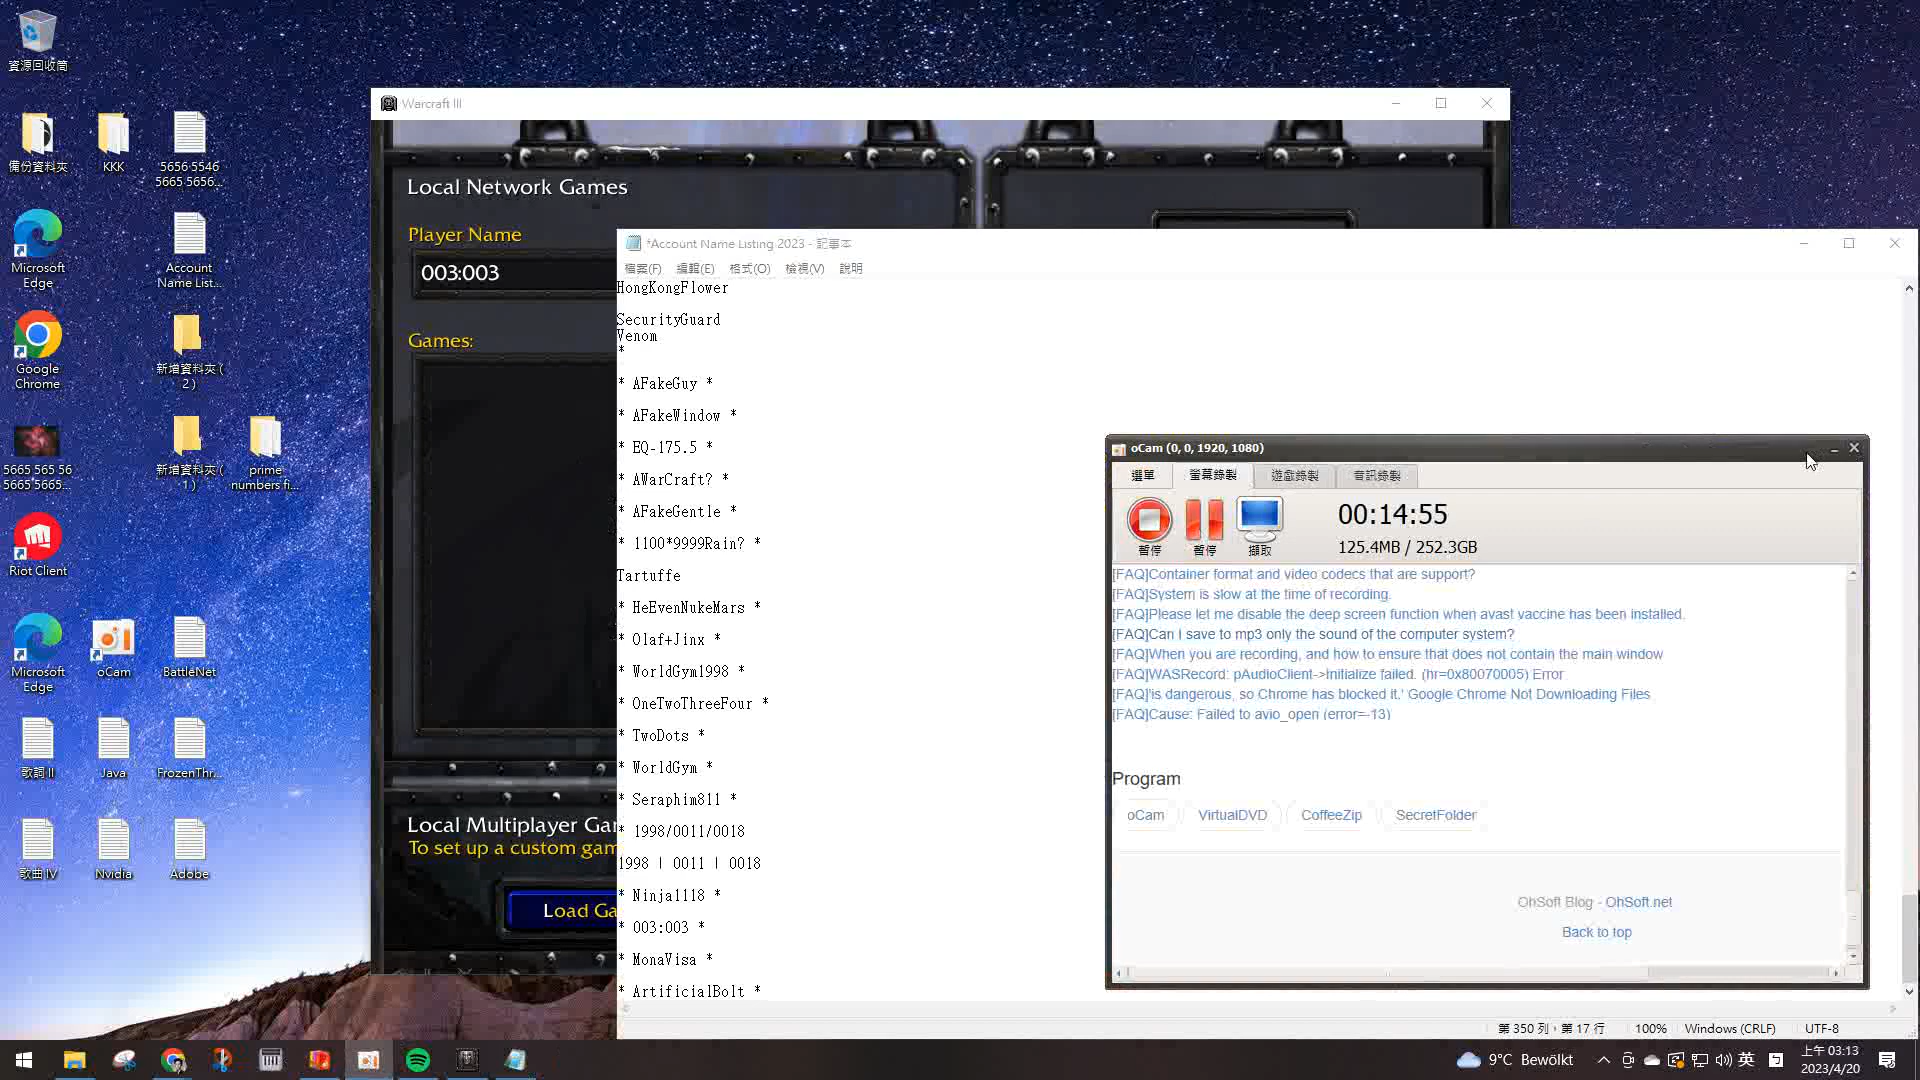 資源回收筒
備份資料夾
KKK
5656 5546
5665 5656...
Microsoft
Edge
Account
Name List...
Google
Chrome
新增資料夾 (
2 )
5665 565 56
5665 5665...
新增資料夾 (
1 )
prime
numbers fi...
Riot Client
Microsoft
Edge
oCam
BattleNet
歌詞 II
Java
FrozenThr...
歌曲 IV
Nvidia
Adobe
Warcraft III
Local Network Games
Player Name
003:003
Games:
Local Multiplayer Gar
To set up a custom gam
Load Ga
*Account Name Listing 2023 - 記事本
檔案(F) 編輯(E) 格式(O) 檢視(V) 說明
HongKongFlower
SecurityGuard
Venom
*
* AFakeGuy *
* AFakeWindow *
* EQ-175.5 *
* AWarCraft? *
* AFakeGentle *
* 1100*9999Rain? *
Tartuffe
* HeEvenNukeMars *
* Olaf+Jinx *
* WorldGym1998 *
* OneTwoThreeFour *
* TwoDots *
* WorldGym *
* Seraphim811 *
* 1998/0011/0018
1998 | 0011 | 0018
* Ninja1118 *
* 003:003 *
* MonaVisa *
* ArtificialBolt *
第 350 列，第 17 行 100% Windows (CRLF) UTF-8
oCam (0, 0, 1920, 1080)
選單 螢幕錄製 遊戲錄製 音訊錄製
暫停 暫停 擷取
00:14:55
125.4MB / 252.3GB
[FAQ]Container format and video codecs that are support?
[FAQ]System is slow at the time of recording.
[FAQ]Please let me disable the deep screen function when avast vaccine has been installed.
[FAQ]Can I save to mp3 only the sound of the computer system?
[FAQ]When you are recording, and how to ensure that does not contain the main window
[FAQ]WASRecord: pAudioClient->Initialize failed. (hr=0x80070005) Error
[FAQ]'is dangerous, so Chrome has blocked it.' Google Chrome Not Downloading Files
[FAQ]Cause: Failed to avio_open (error=-13)
Program
oCam VirtualDVD CoffeeZip SecretFolder
OhSoft Blog - OhSoft.net
Back to top
9°C Bewölkt
英
上午 03:13
2023/4/20